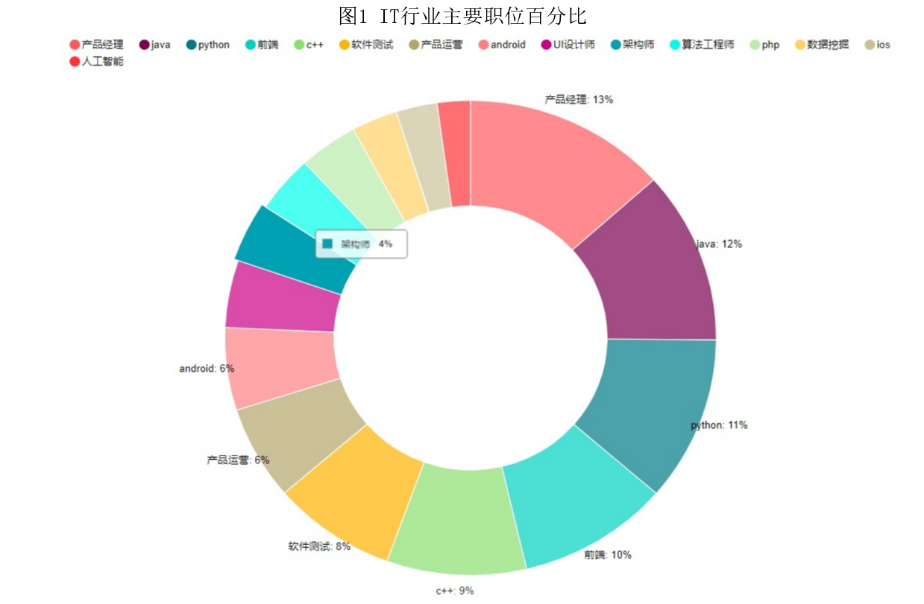 图1 IT行业主要职位百分比
产品经理 java python 前端 c++ 软件测试 产品运营 android UI设计师 架构师 算法工程师 php 数据挖掘 ios
人工智能
产品经理: 13%
java: 12%
架构师 4%
android: 6%
python: 11%
产品运营: 6%
软件测试: 8%
前端: 10%
c++: 9%